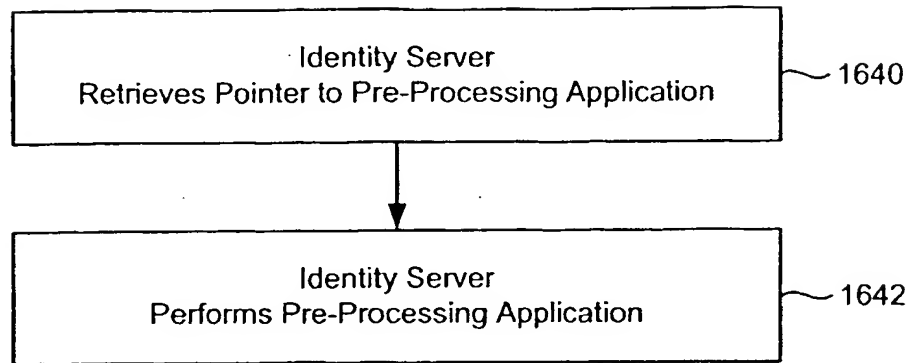 Identity Server
Retrieves Pointer to Pre-Processing Application
1640
Identity Server
Performs Pre-Processing Application
1642